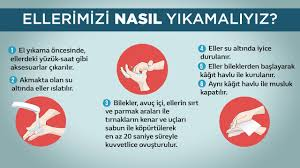 ELLERİMİZİ NASIL YIKAMALIYIZ?
1 El yıkama öncesinde,
ellerdeki yüzük-saat gibi
aksesuarlar çıkarılır.
2 Akmakta olan su
altında eller ıslatılır.
3 Bilekler, avuç içi, ellerin sırt
ve parmak araları ile
tırnakların kenar ve uçları
sabun ile köpürtülerek
en az 20 saniye süreyle
kuvvetlice ovuşturulur.
4 Eller su altında iyice
durulanır.
5 Eller bileklerden başlayarak
kâğıt havlu ile kurulanır.
6 Aynı kâğıt havlu ile musluk
kapatılır.